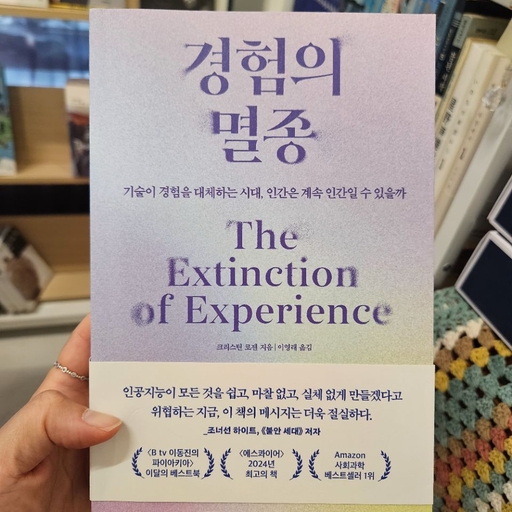 경험의
멸종
기술이 경험을 대체하는 시대, 인간은 계속 인간일 수 있을까
The
Extinction
of Experience
크리스틴 로젠 지음 | 이영래 옮김
인공지능이 모든 것을 쉽고, 마찰 없고, 실체 없게 만들겠다고
위협하는 지금, 이 책의 메시지는 더욱 절실하다.
_조너선 하이트, 《불안 세대》 저자
〈B tv 이동진의
파이아키아〉
이달의 베스트북
〈에스콰이어〉
2024년
최고의 책
Amazon
사회과학
베스트셀러 1위